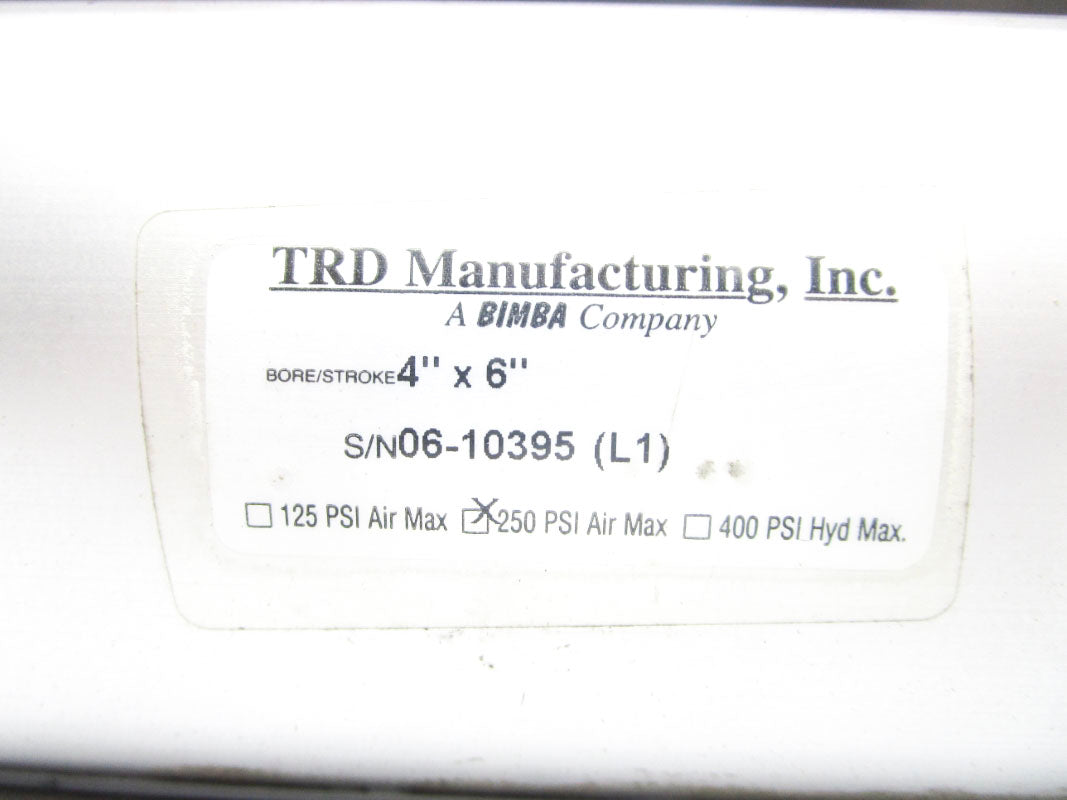 TRD Manufacturing, Inc.
A BIMBA Company
BORE/STROKE 4" x 6"
S/N 06-10395 (L1)
☐ 125 PSI Air Max ☒ 250 PSI Air Max ☐ 400 PSI Hyd Max.